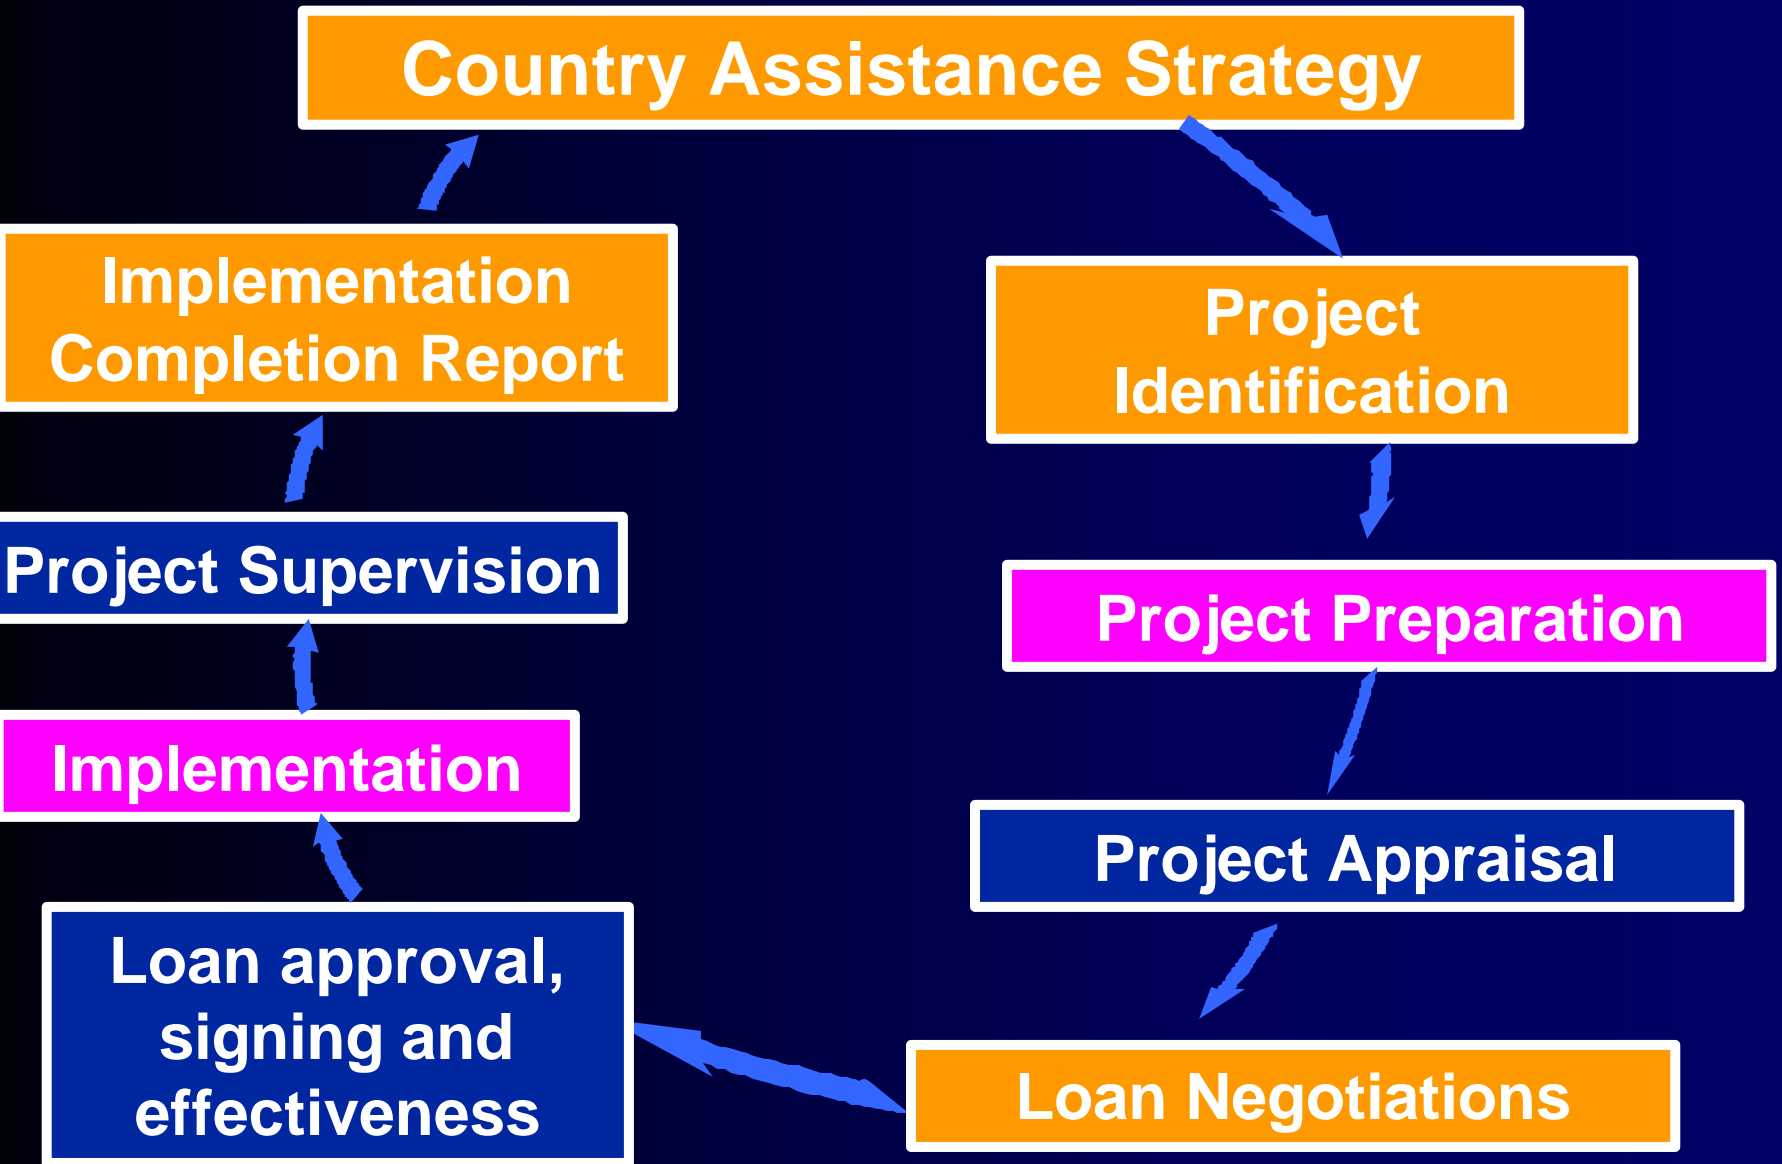 Country Assistance Strategy
Project
Identification
Project Preparation
Project Appraisal
Loan Negotiations
Loan approval,
signing and
effectiveness
Implementation
Project Supervision
Implementation
Completion Report